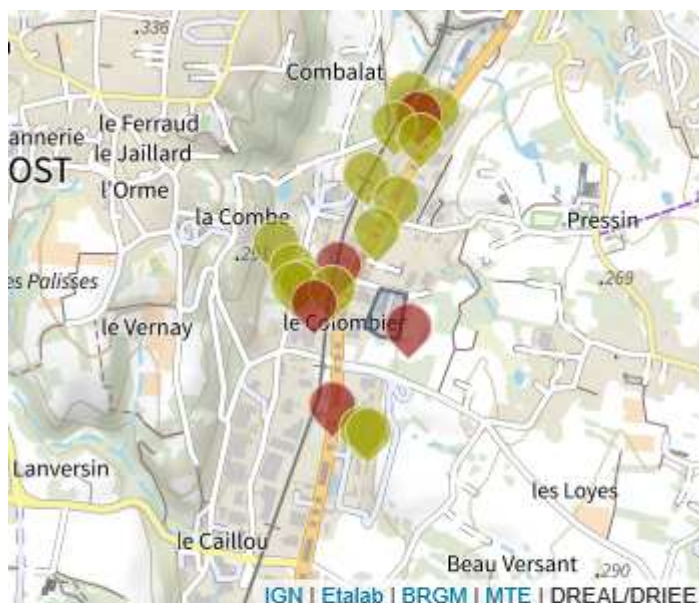 .336
Combalat
le Ferraud
annerie
le Jaillard
OST
l'Orme
la Combe
Pressin
es Palisses
.269
le Vernay
le Colombier
Lanversin
les Loyes
le Caillou
Beau Versant
.290
IGN | Etalab | BRGM | MTE | DREAL/DRIEE